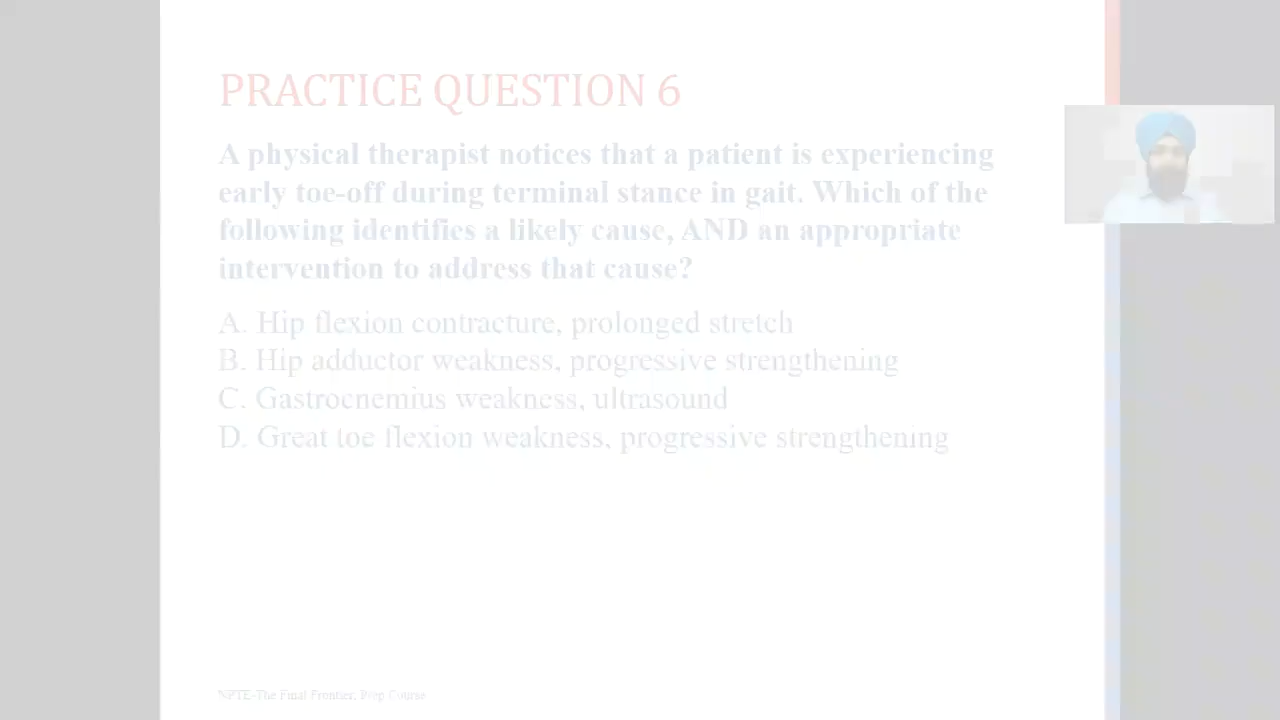 PRACTICE QUESTION 6
A physical therapist notices that a patient is experiencing
early toe-off during terminal stance in gait. Which of the
following identifies a likely cause, AND an appropriate
intervention to address that cause?
A. Hip flexion contracture, prolonged stretch
B. Hip adductor weakness, progressive strengthening
C. Gastrocnemius weakness, ultrasound
D. Great toe flexion weakness, progressive strengthening
NPTE-The Final Frontier, Prep Course